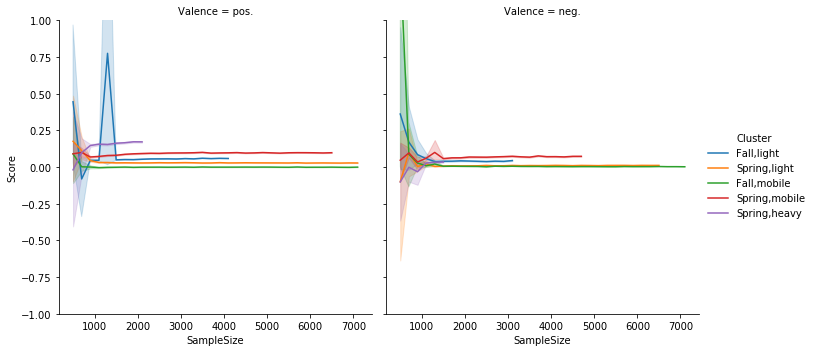 Valence = pos.
Valence = neg.
1.00
0.75
0.50
0.25
0.00
−0.25
−0.50
−0.75
−1.00
Score
1000 2000 3000 4000 5000 6000 7000
SampleSize
1000 2000 3000 4000 5000 6000 7000
SampleSize
Cluster
Fall,light
Spring,light
Fall,mobile
Spring,mobile
Spring,heavy